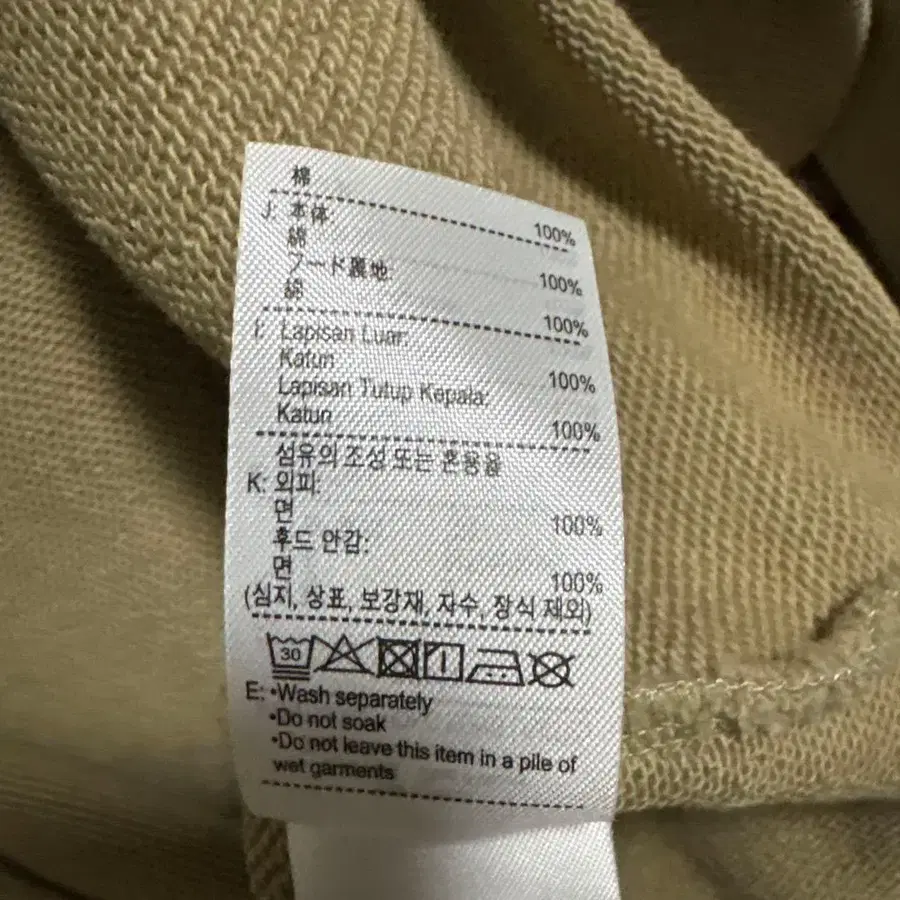 棉 100%
J: 本体:
綿 100%
フード裏地:
綿 100%
I: Lapisan Luar:
Katun 100%
Lapisan Tutup Kepala:
Katun 100%
섬유의 조성 또는 혼용율
K: 외피:
면 100%
후드 안감:
면 100%
(심지, 상표, 보강재, 자수, 장식 제외)
30
E: •Wash separately
•Do not soak
•Do not leave this item in a pile of
wet garments